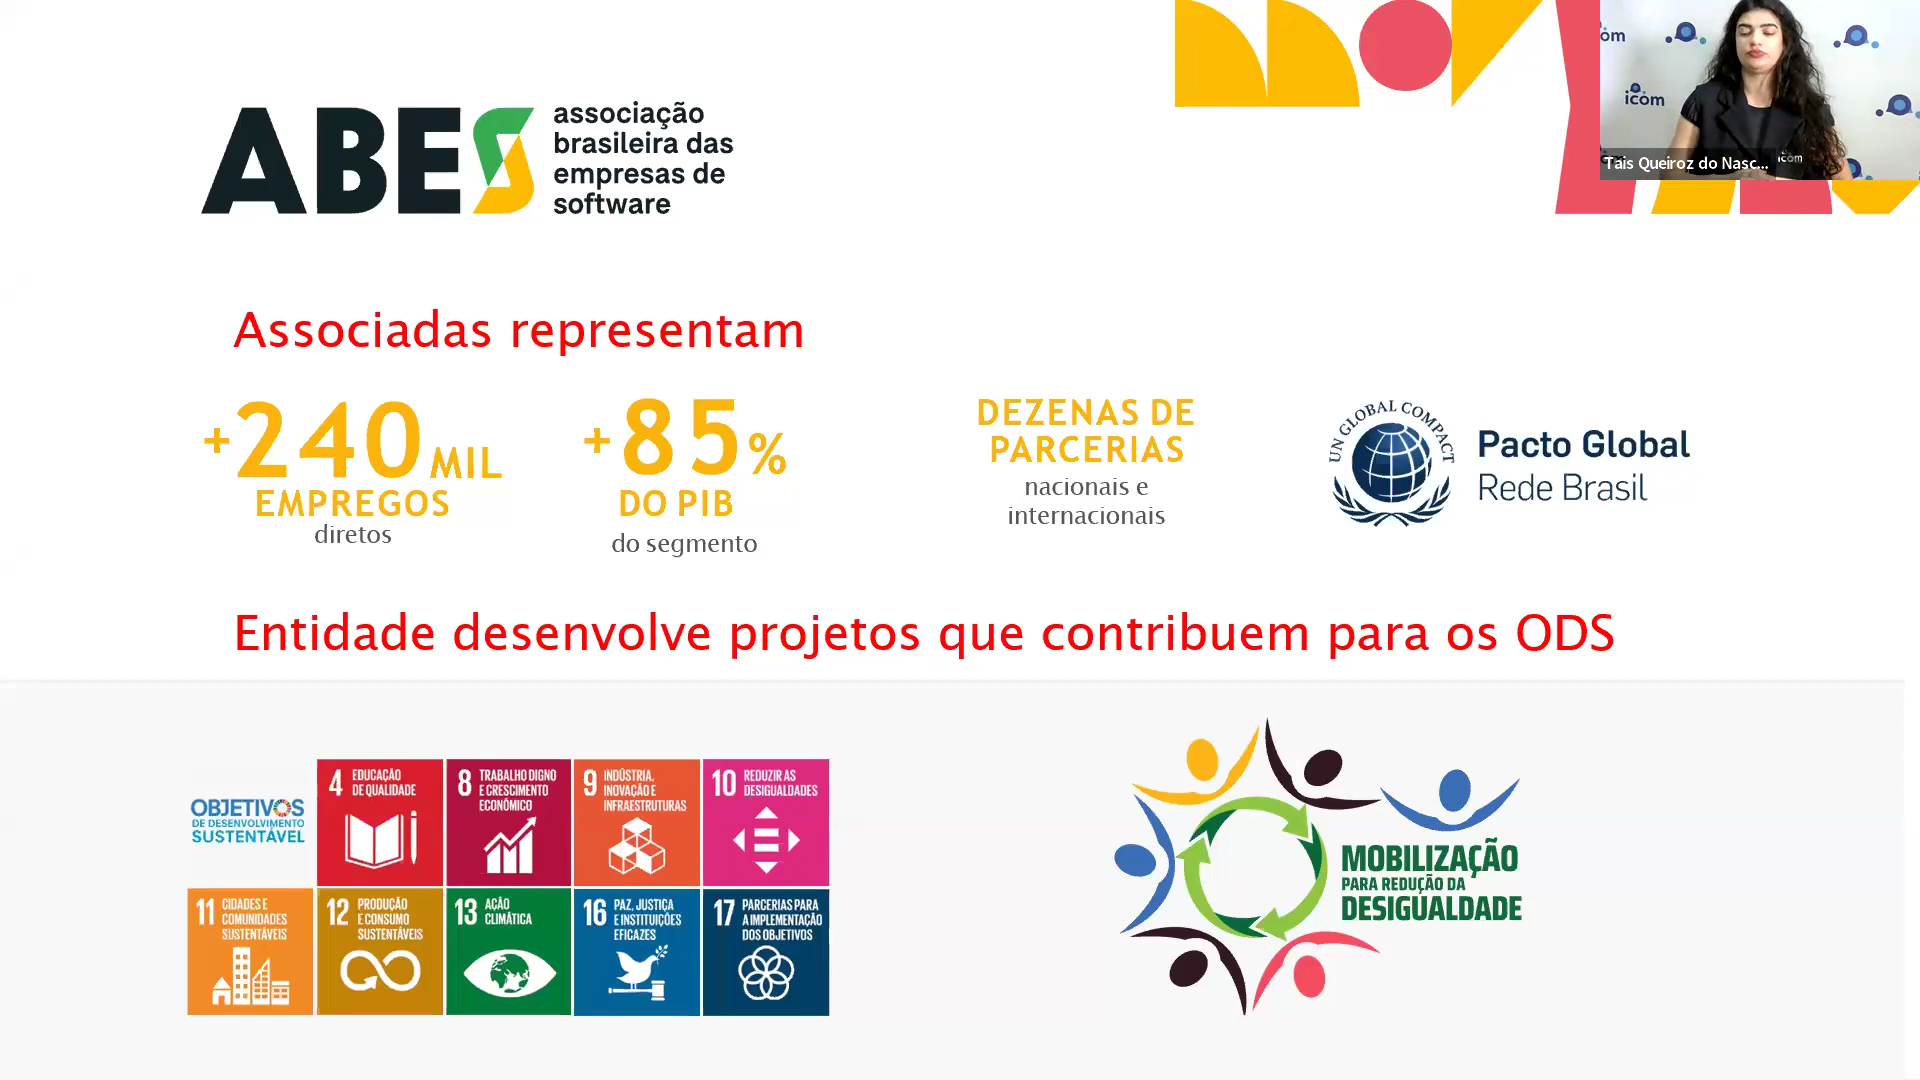 ABES
associação
brasileira das
empresas de
software
icom
Tais Queiroz do Nasc...
icom
Associadas representam
+240 MIL
EMPREGOS
diretos
+85%
DO PIB
do segmento
DEZENAS DE
PARCERIAS
nacionais e
internacionais
UN GLOBAL COMPACT
Pacto Global
Rede Brasil
Entidade desenvolve projetos que contribuem para os ODS
OBJETIVOS
DE DESENVOLVIMENTO
SUSTENTÁVEL
4 EDUCAÇÃO
DE QUALIDADE
8 TRABALHO DIGNO
E CRESCIMENTO
ECONÔMICO
9 INDÚSTRIA,
INOVAÇÃO E
INFRAESTRUTURAS
10 REDUZIR AS
DESIGUALDADES
11 CIDADES E
COMUNIDADES
SUSTENTÁVEIS
12 PRODUÇÃO
E CONSUMO
SUSTENTÁVEIS
13 AÇÃO
CLIMÁTICA
16 PAZ, JUSTIÇA
E INSTITUIÇÕES
EFICAZES
17 PARCERIAS PARA
A IMPLEMENTAÇÃO
DOS OBJETIVOS
MOBILIZAÇÃO
PARA REDUÇÃO DA
DESIGUALDADE